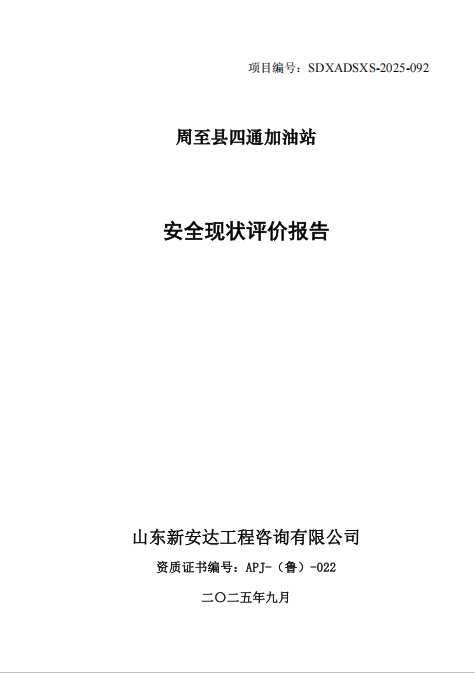 项目编号：SDXADSXS-2025-092
周至县四通加油站
安全现状评价报告
山东新安达工程咨询有限公司
资质证书编号：APJ-（鲁）-022
二〇二五年九月